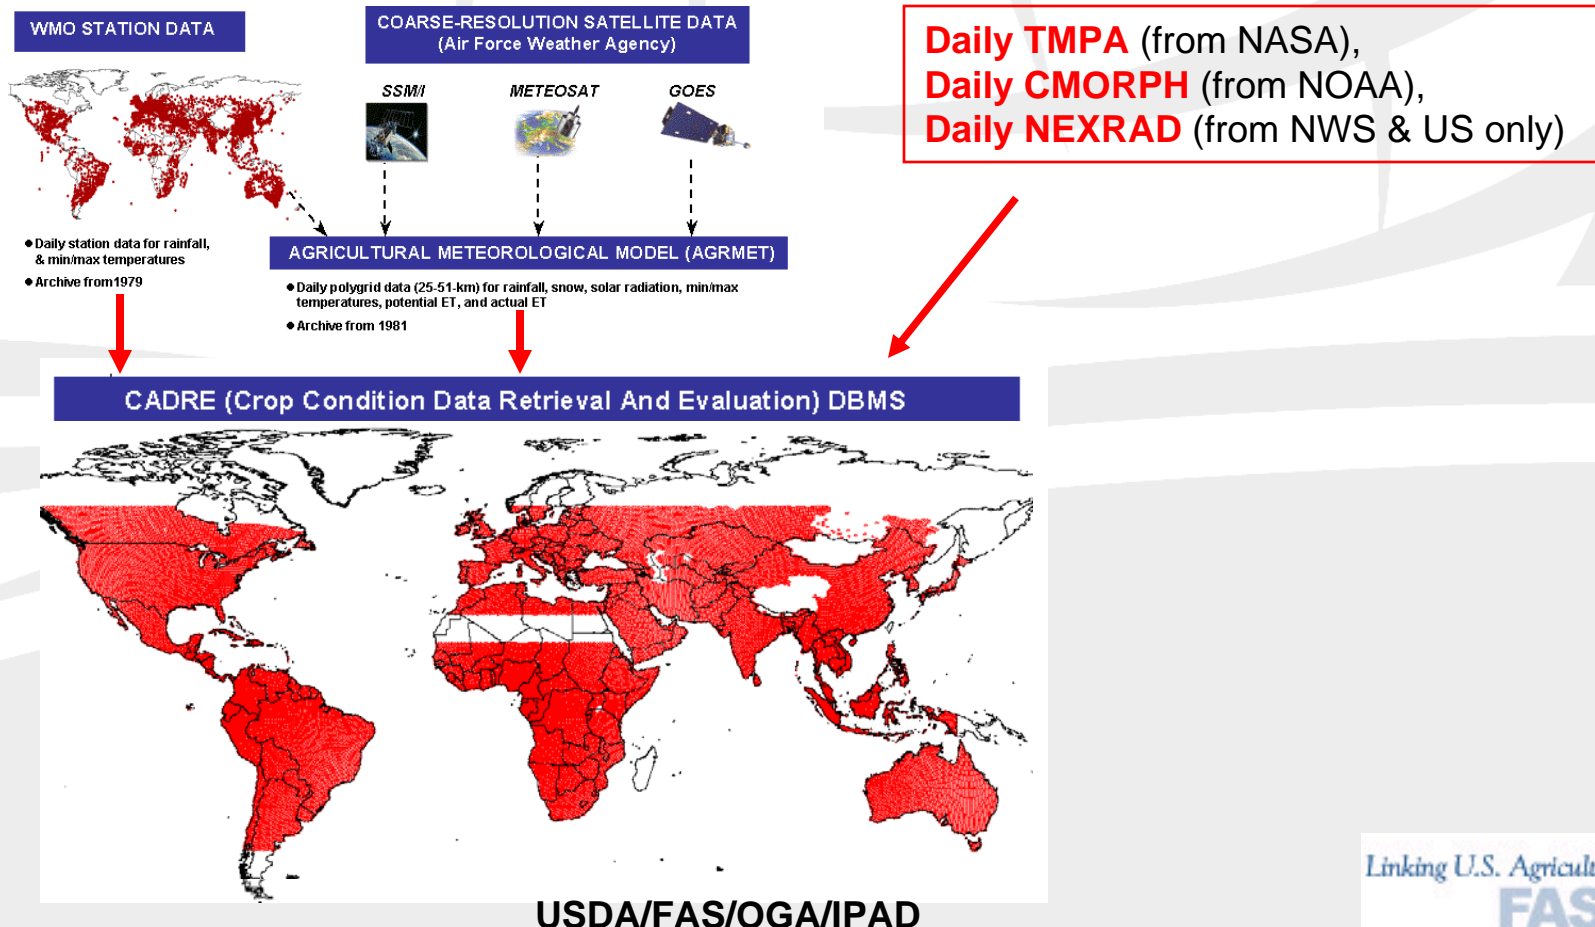 WMO STATION DATA
COARSE-RESOLUTION SATELLITE DATA
(Air Force Weather Agency)
SSM/I METEOSAT GOES
Daily TMPA (from NASA),
Daily CMORPH (from NOAA),
Daily NEXRAD (from NWS & US only)
● Daily station data for rainfall,
& min/max temperatures
● Archive from1979
AGRICULTURAL METEOROLOGICAL MODEL (AGRMET)
● Daily polygrid data (25-51-km) for rainfall, snow, solar radiation, min/max
temperatures, potential ET, and actual ET
● Archive from 1981
CADRE (Crop Condition Data Retrieval And Evaluation) DBMS
USDA/FAS/OGA/IPAD
Linking U.S. Agricult
FAS